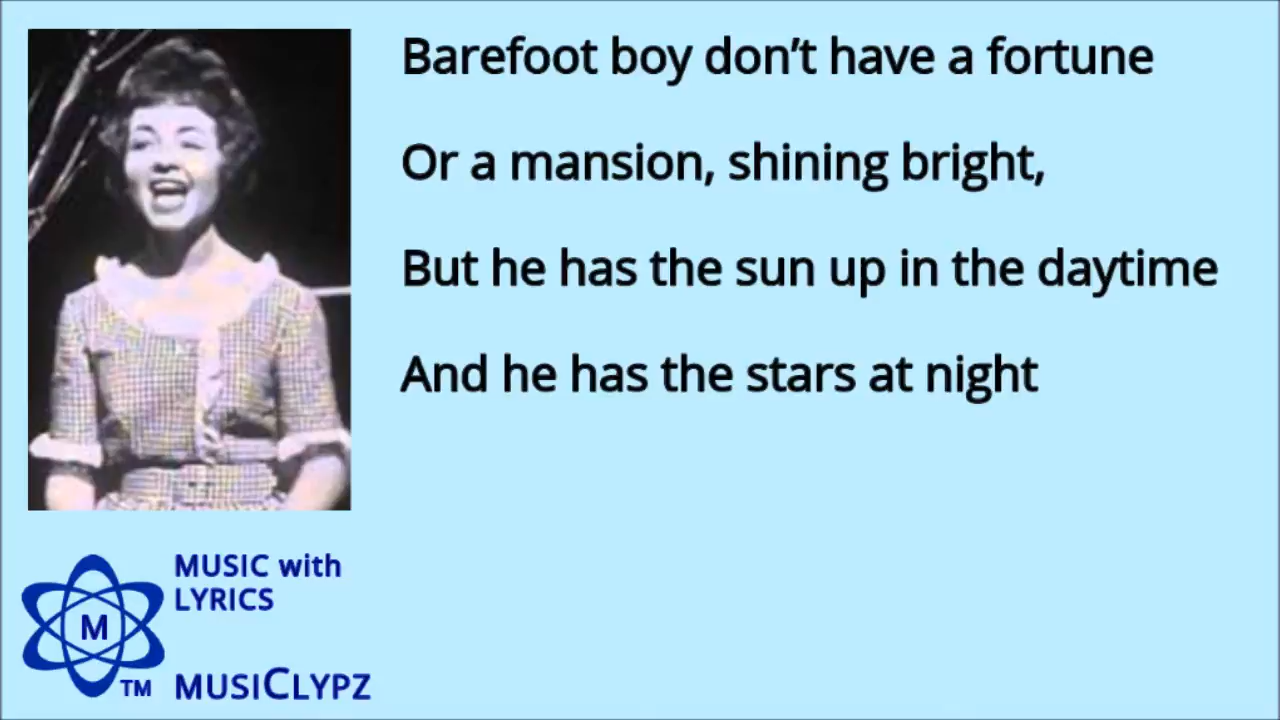 Barefoot boy don’t have a fortune
Or a mansion, shining bright,
But he has the sun up in the daytime
And he has the stars at night
MUSIC with
LYRICS
M
TM
MUSICLYPZ